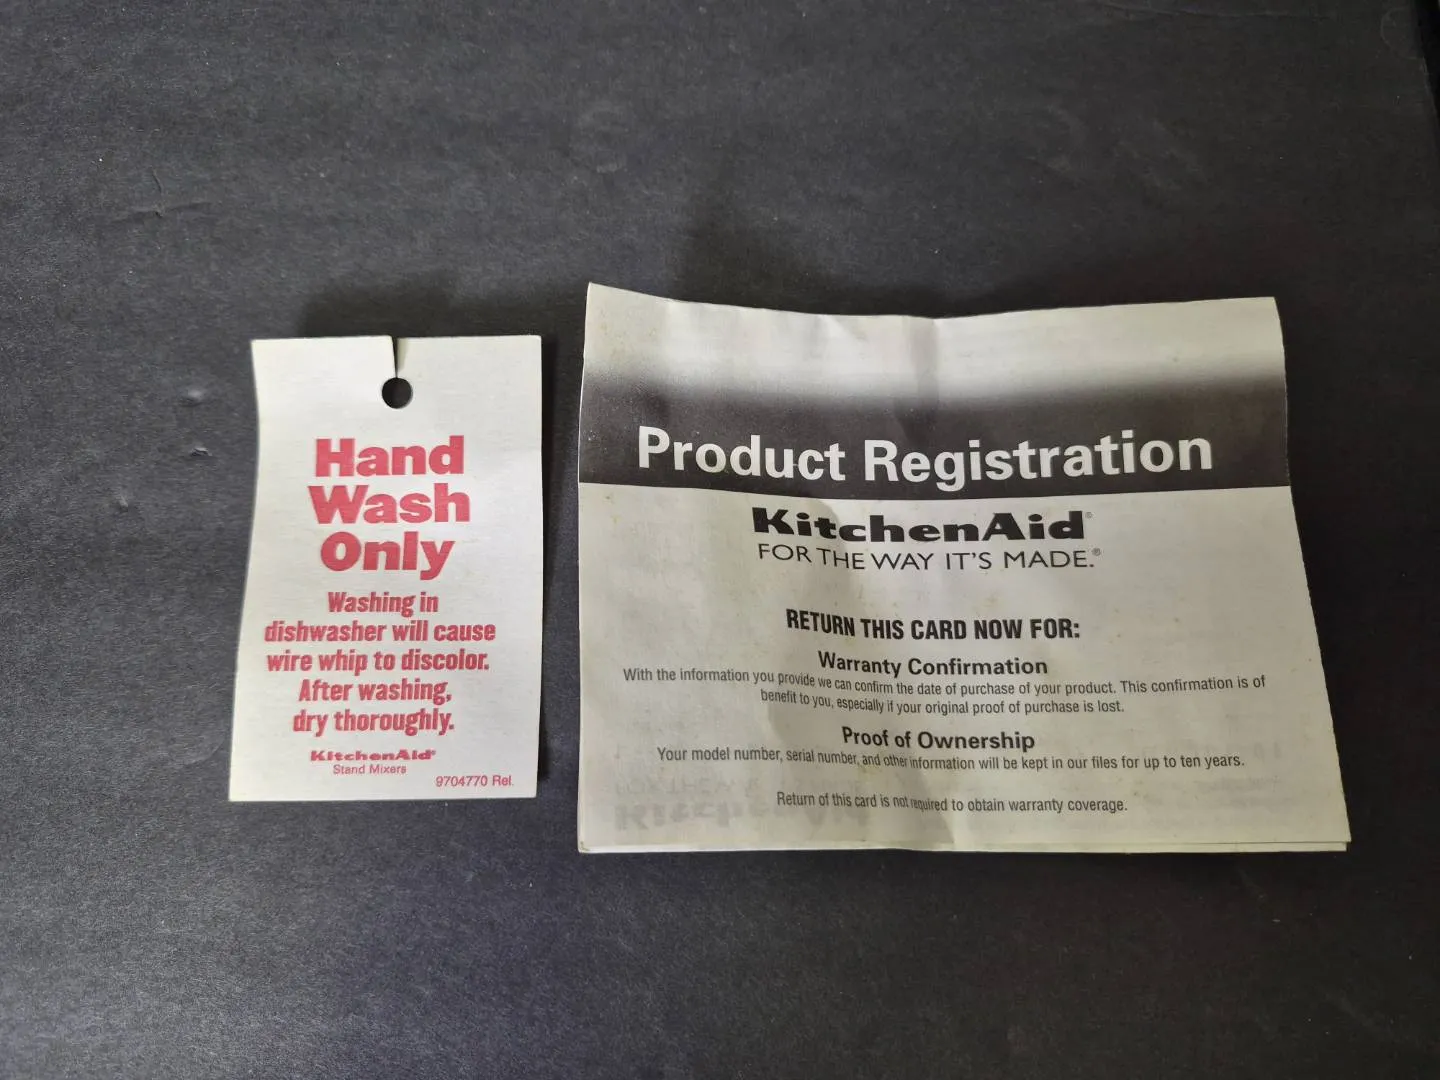 Hand
Wash
Only
Washing in
dishwasher will cause
wire whip to discolor.
After washing,
dry thoroughly.
KitchenAid®
Stand Mixers
9704770 Rel.
Product Registration
KitchenAid®
FOR THE WAY IT'S MADE.®
RETURN THIS CARD NOW FOR:
Warranty Confirmation
With the information you provide we can confirm the date of purchase of your product. This confirmation is of
benefit to you, especially if your original proof of purchase is lost.
Proof of Ownership
Your model number, serial number, and other information will be kept in our files for up to ten years.
Return of this card is not required to obtain warranty coverage.